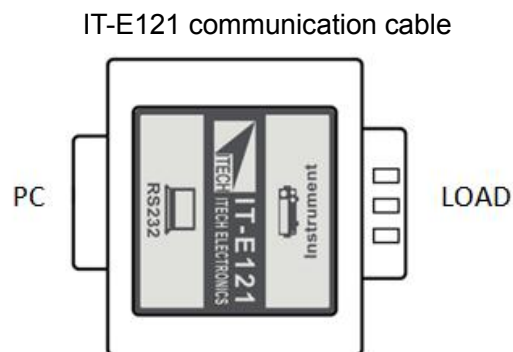 IT-E121 communication cable
PC
RS232
ITECH
ITECH ELECTRONICS
IT-E121
Instrument
LOAD